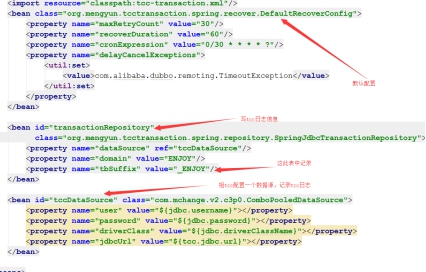 <import resource="classpath:tcc-transaction.xml"/>
<bean class="org.mengyun.tcctransaction.spring.recover.DefaultRecoverConfig">
<property name="maxRetryCount" value="30"/>
<property name="recoverDuration" value="60"/>
<property name="cronExpression" value="0/30 * * * * ?"/>
<property name="delayCancelExceptions">
<util:set>
<value>com.alibaba.dubbo.remoting.TimeoutException</value>
</util:set>
</property>
</bean>
默认配置
写tcc日志信息
<bean id="transactionRepository"
class="org.mengyun.tcctransaction.spring.repository.SpringJdbcTransactionRepository">
<property name="dataSource" ref="tccDataSource"/>
<property name="domain" value="ENJOY"/>
在此表中记录
<property name="tbSuffix" value="_ENJOY"/>
</bean>
给tcc配置一个数据源，记录tcc日志
<bean id="tccDataSource" class="com.mchange.v2.c3p0.ComboPooledDataSource">
<property name="user" value="${jdbc.username}"></property>
<property name="password" value="${jdbc.password}"></property>
<property name="driverClass" value="${jdbc.driverClassName}"></property>
<property name="jdbcUrl" value="${tcc.jdbc.url}"></property>
</bean>